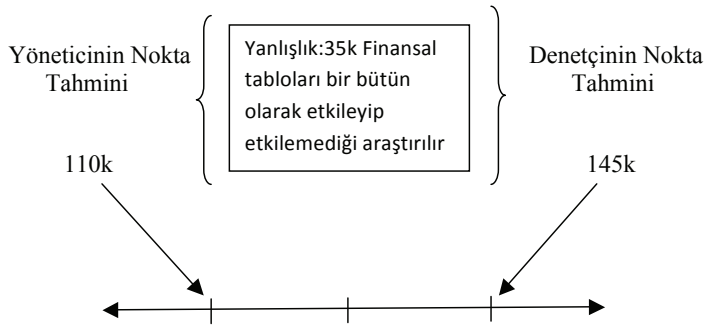 Yöneticinin Nokta
Tahmini
110k
Yanlışlık:35k Finansal
tabloları bir bütün
olarak etkileyip
etkilemediği araştırılır
Denetçinin Nokta
Tahmini
145k